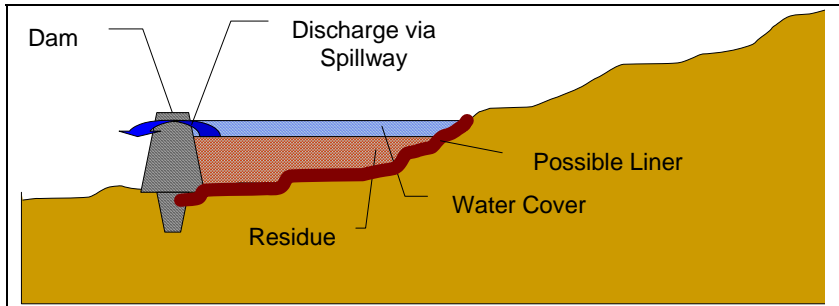 Dam
Discharge via
Spillway
Possible Liner
Water Cover
Residue